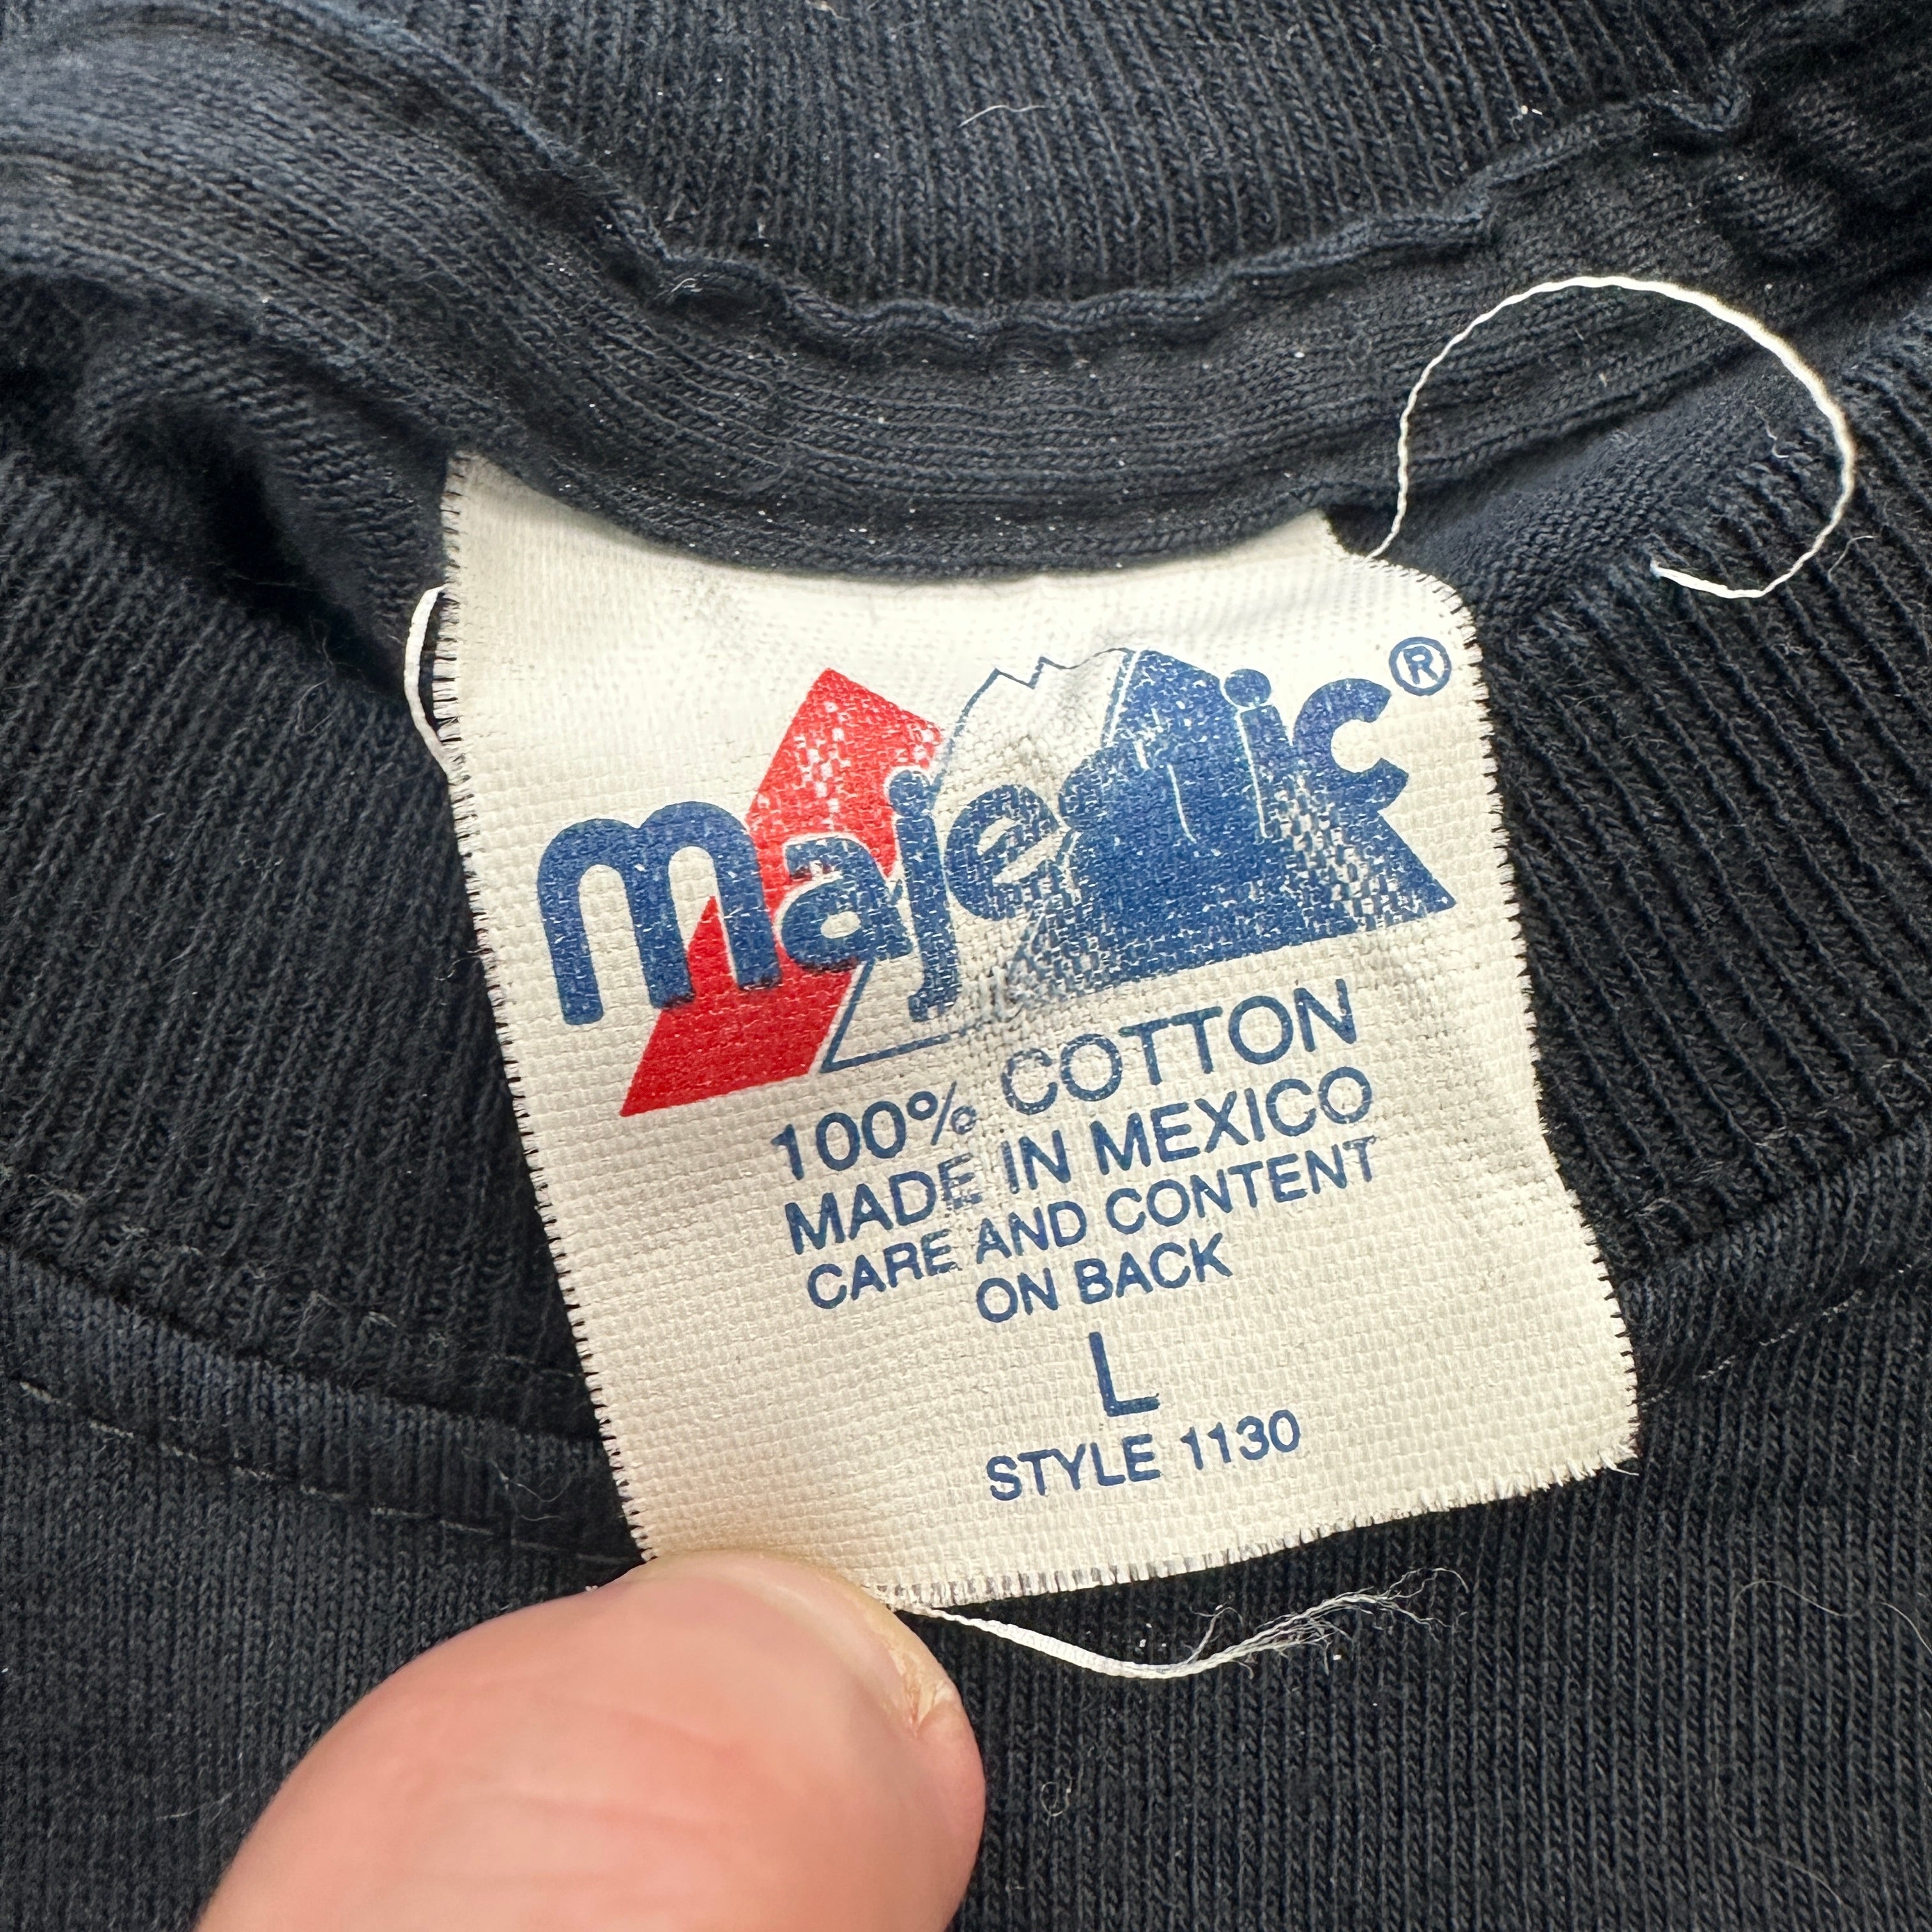 majestic®
100% COTTON
MADE IN MEXICO
CARE AND CONTENT
ON BACK
L
STYLE 1130